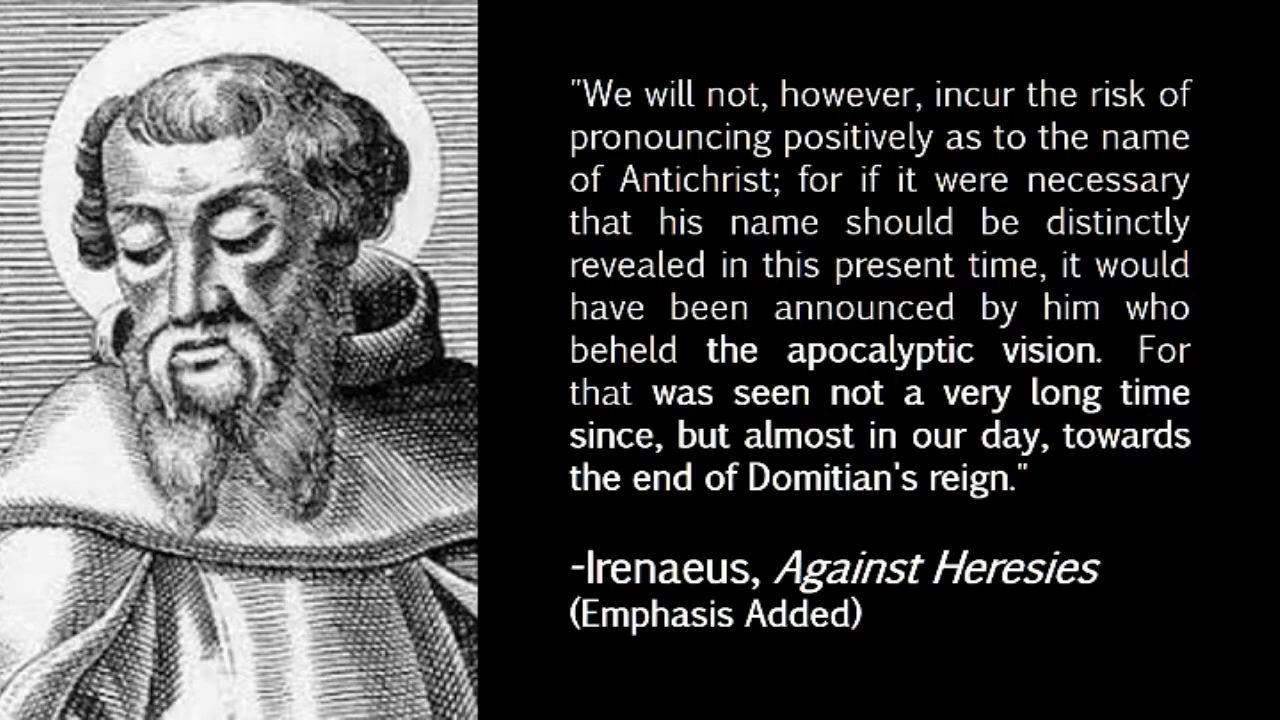 "We will not, however, incur the risk of
pronouncing positively as to the name
of Antichrist; for if it were necessary
that his name should be distinctly
revealed in this present time, it would
have been announced by him who
beheld the apocalyptic vision. For
that was seen not a very long time
since, but almost in our day, towards
the end of Domitian's reign."
-Irenaeus, Against Heresies
(Emphasis Added)